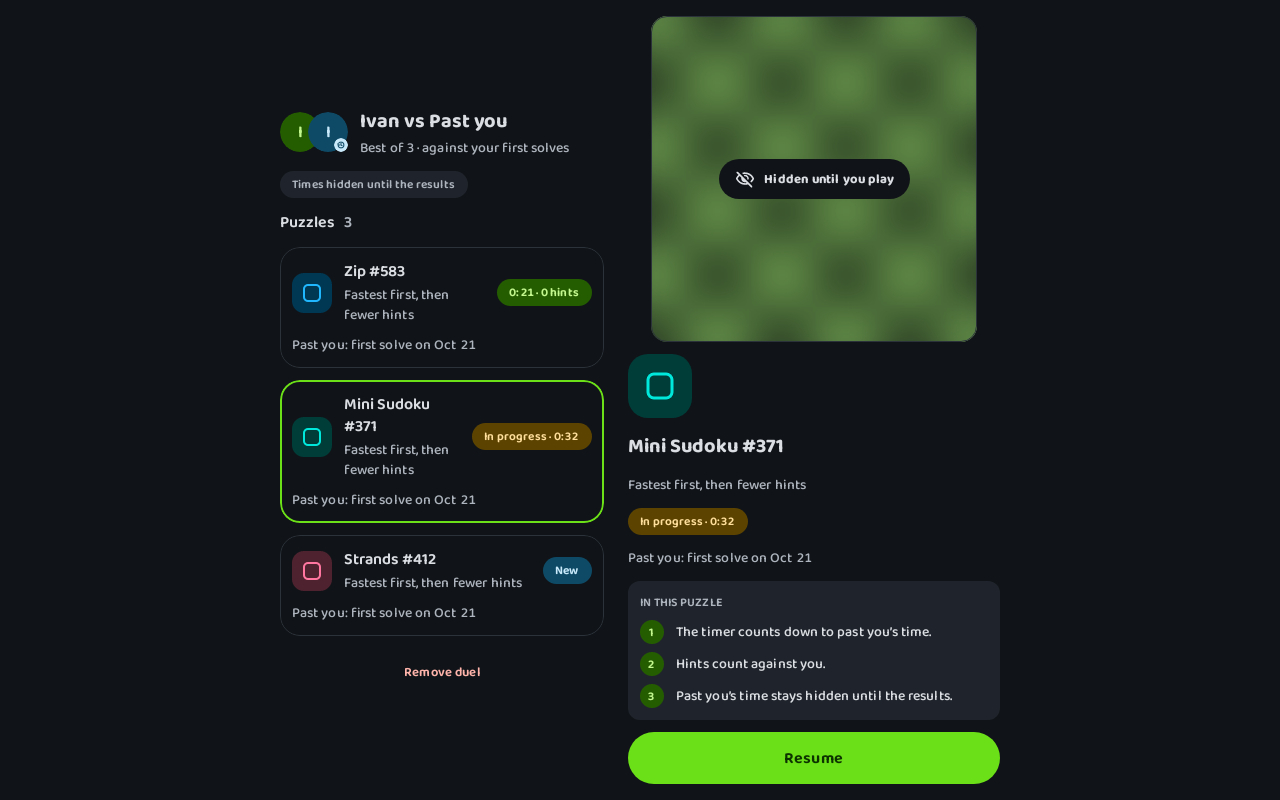 I
I
Ivan vs Past you
Best of 3 · against your first solves
Times hidden until the results
Puzzles 3
Zip #583
Fastest first, then
fewer hints
0:21 · 0 hints
Past you: first solve on Oct 21
Mini Sudoku
#371
Fastest first, then
fewer hints
In progress · 0:32
Past you: first solve on Oct 21
Strands #412
Fastest first, then fewer hints
New
Past you: first solve on Oct 21
Remove duel
Hidden until you play
Mini Sudoku #371
Fastest first, then fewer hints
In progress · 0:32
Past you: first solve on Oct 21
IN THIS PUZZLE
1 The timer counts down to past you's time.
2 Hints count against you.
3 Past you's time stays hidden until the results.
Resume